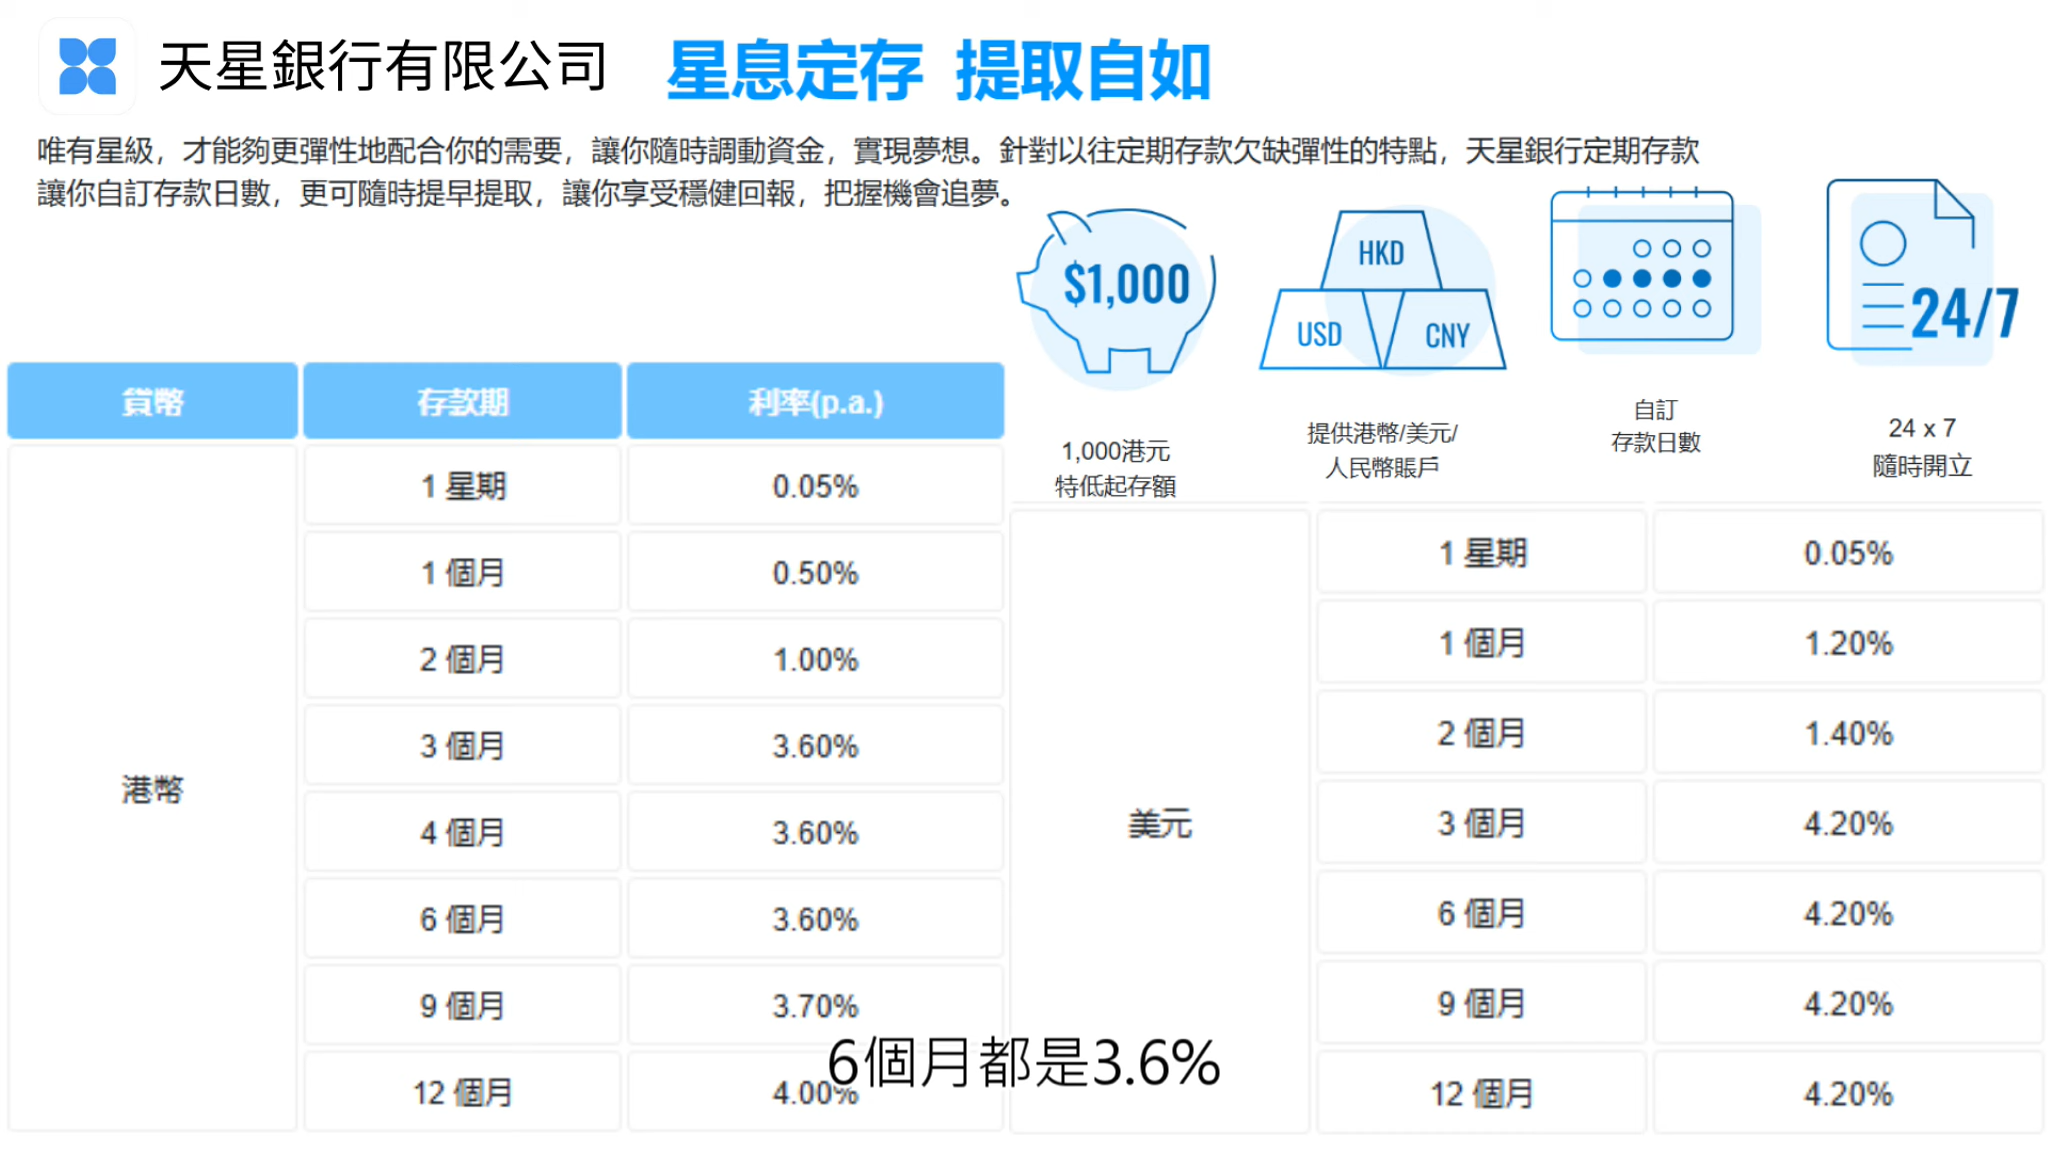 天星銀行有限公司 星息定存 提取自如
唯有星級，才能夠更彈性地配合你的需要，讓你隨時調動資金，實現夢想。針對以往定期存款欠缺彈性的特點，天星銀行定期存款
讓你自訂存款日數，更可隨時提早提取，讓你享受穩健回報，把握機會追夢。
$1,000
1,000港元
特低起存額
HKD
USD CNY
提供港幣/美元/
人民幣賬戶
自訂
存款日數
24/7
24 x 7
隨時開立
貨幣 存款期 利率(p.a.)
港幣
1 星期 0.05%
1 個月 0.50%
2 個月 1.00%
3 個月 3.60%
4 個月 3.60%
6 個月 3.60%
9 個月 3.70%
12 個月 4.00%
美元
1 星期 0.05%
1 個月 1.20%
2 個月 1.40%
3 個月 4.20%
6 個月 4.20%
9 個月 4.20%
12 個月 4.20%
6個月都是3.6%